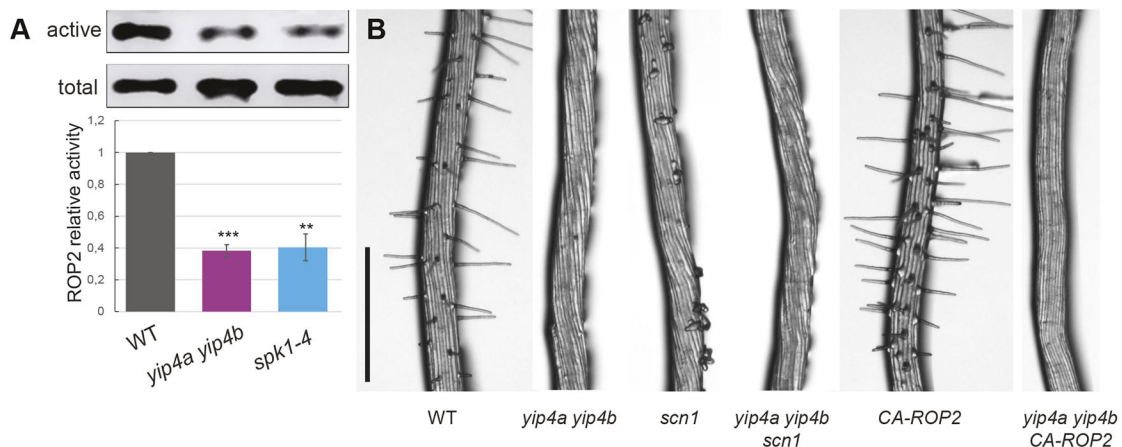 A
active
total
ROP2 relative activity
1,2
1
0,8
0,6
0,4
0,2
0
***
**
WT
yip4a yip4b
spk1-4
B
WT
yip4a yip4b
scn1
yip4a yip4b
scn1
CA-ROP2
yip4a yip4b
CA-ROP2